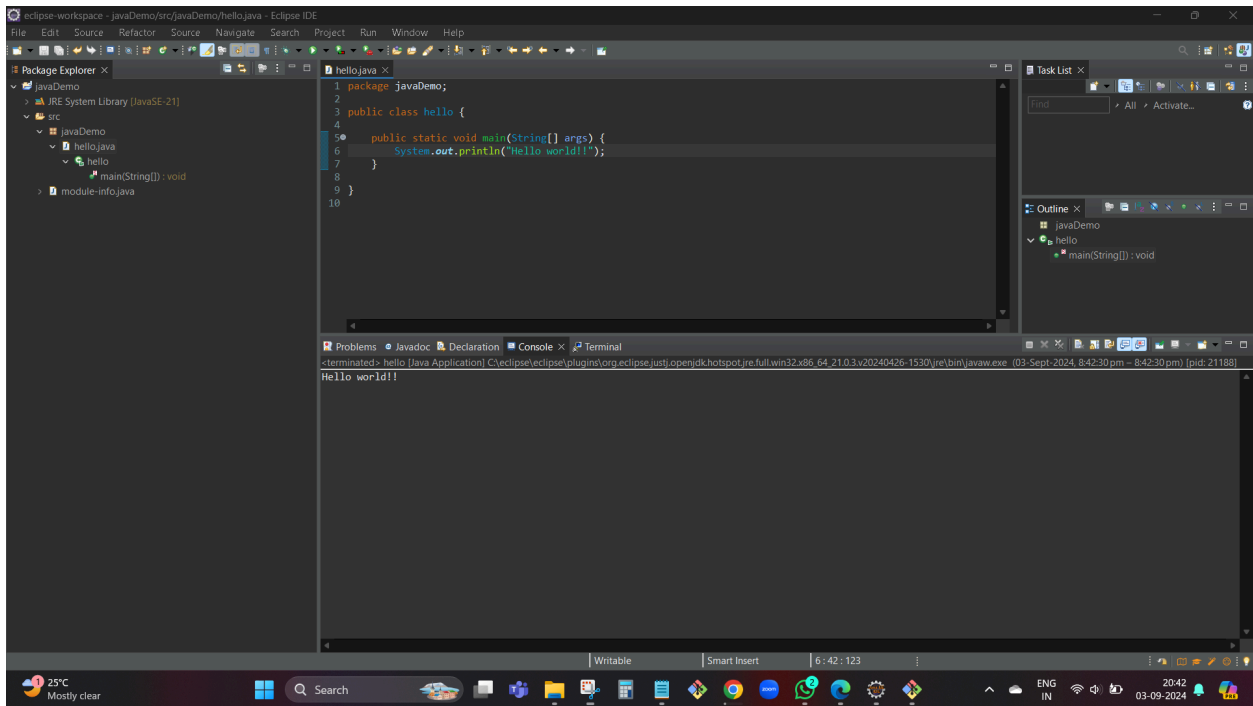 eclipse-workspace - javaDemo/src/javaDemo/hello.java - Eclipse IDE
File Edit Source Refactor Source Navigate Search Project Run Window Help
Package Explorer
javaDemo
JRE System Library [JavaSE-21]
src
javaDemo
hello.java
hello
main(String[]) : void
module-info.java
hello.java
1 package javaDemo;
2
3 public class hello {
4
5 public static void main(String[] args) {
6 System.out.println("Hello world!!");
7 }
8
9 }
10
Task List
Find All Activate...
Outline
javaDemo
hello
main(String[]) : void
Problems Javadoc Declaration Console Terminal
<terminated> hello [Java Application] C:\eclipse\eclipse\plugins\org.eclipse.justj.openjdk.hotspot.jre.full.win32.x86_64_21.0.3.v20240426-1530\jre\bin\javaw.exe (03-Sept-2024, 8:42:30 pm – 8:42:30 pm) [pid: 21188]
Hello world!!
Writable Smart Insert 6 : 42 : 123
1
25°C
Mostly clear
Search
zoom
2
ENG
IN
20:42
03-09-2024
PRE